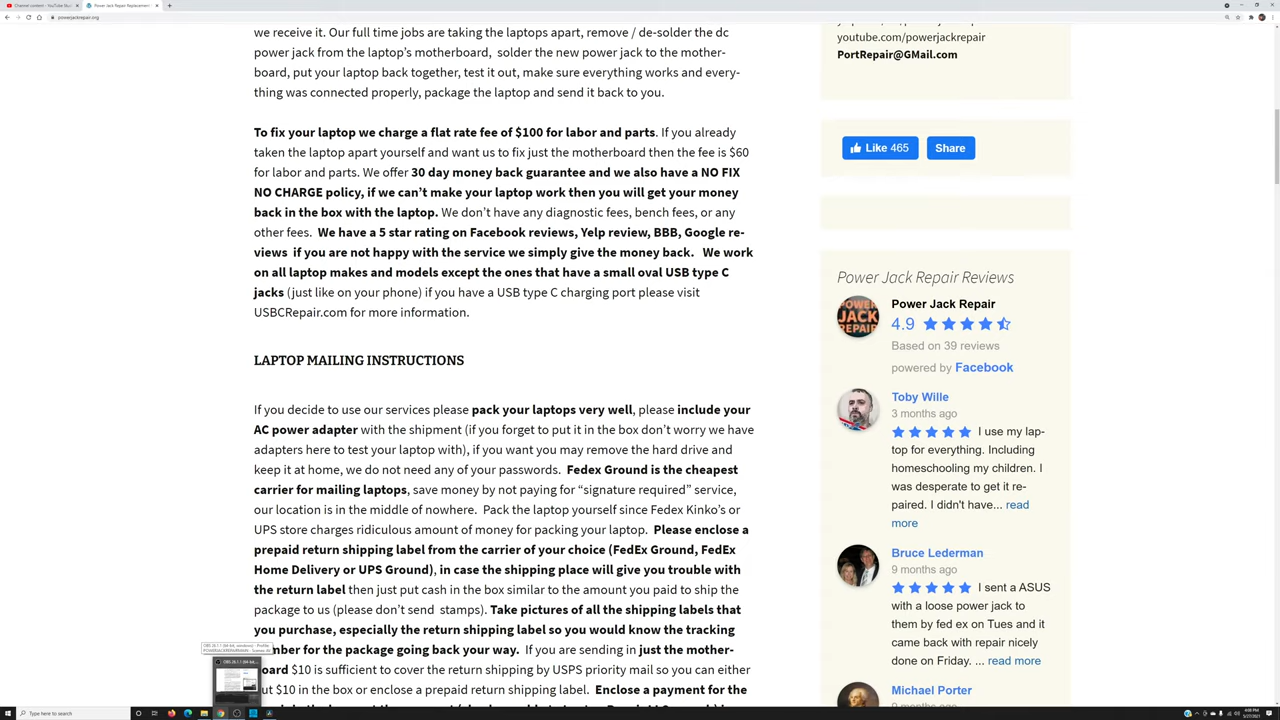 Channel content - YouTube Stu
Power Jack Repair Replacement
powerjackrepair.org
we receive it. Our full time jobs are taking the laptops apart, remove / de-solder the dc
power jack from the laptop's motherboard, solder the new power jack to the mother-
board, put your laptop back together, test it out, make sure everything works and every-
thing was connected properly, package the laptop and send it back to you.
To fix your laptop we charge a flat rate fee of $100 for labor and parts. If you already
taken the laptop apart yourself and want us to fix just the motherboard then the fee is $60
for labor and parts. We offer 30 day money back guarantee and we also have a NO FIX
NO CHARGE policy, if we can't make your laptop work then you will get your money
back in the box with the laptop. We don't have any diagnostic fees, bench fees, or any
other fees. We have a 5 star rating on Facebook reviews, Yelp review, BBB, Google re-
views if you are not happy with the service we simply give the money back. We work
on all laptop makes and models except the ones that have a small oval USB type C
jacks (just like on your phone) if you have a USB type C charging port please visit
USBCRepair.com for more information.
LAPTOP MAILING INSTRUCTIONS
If you decide to use our services please pack your laptops very well, please include your
AC power adapter with the shipment (if you forget to put it in the box don't worry we have
adapters here to test your laptop with), if you want you may remove the hard drive and
keep it at home, we do not need any of your passwords. Fedex Ground is the cheapest
carrier for mailing laptops, save money by not paying for "signature required" service,
our location is in the middle of nowhere. Pack the laptop yourself since Fedex Kinko's or
UPS store charges ridiculous amount of money for packing your laptop. Please enclose a
prepaid return shipping label from the carrier of your choice (FedEx Ground, FedEx
Home Delivery or UPS Ground), in case the shipping place will give you trouble with
the return label then just put cash in the box similar to the amount you paid to ship the
package to us (please don't send stamps). Take pictures of all the shipping labels that
you purchase, especially the return shipping label so you would know the tracking
mber for the package going back your way. If you are sending in just the mother-
oard $10 is sufficient to cover the return shipping by USPS priority mail so you can either
ut $10 in the box or enclose a prepaid return shipping label. Enclose a payment for the
youtube.com/powerjackrepair
PortRepair@GMail.com
Like 465
Share
Power Jack Repair Reviews
POWER JACK REPAIR
Power Jack Repair
4.9
Based on 39 reviews
powered by Facebook
Toby Wille
3 months ago
I use my lap-
top for everything. Including
homeschooling my children. I
was desperate to get it re-
paired. I didn't have... read
more
Bruce Lederman
9 months ago
I sent a ASUS
with a loose power jack to
them by fed ex on Tues and it
came back with repair nicely
done on Friday. ... read more
Michael Porter
Type here to search
4:08 PM
5/27/2021